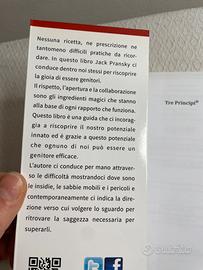 Nessuna ricetta, ne prescrizione ne
tantomeno difficili pratiche da ricor-
dare. In questo libro Jack Pransky ci
conduce dentro noi stessi per riscoprire
la gioia di essere genitori.
Il rispetto, l'apertura e la collaborazione
sono gli ingredienti magici che stanno
alla base di ogni rapporto che funziona.
Questo libro è una guida che ci incorag-
gia a riscoprire il nostro potenziale
innato ed è grazie a questo potenziale
che ognuno di noi può essere un
genitore efficace.
L'autore ci conduce per mano attraver-
so le difficoltà mostrandoci dove sono
le insidie, le sabbie mobili e i pericoli e
contemporaneamente ci indica la dire-
zione verso cui volgere lo sguardo per
ritrovare la saggezza necessaria per
superarli.
Tre Principi®
subito